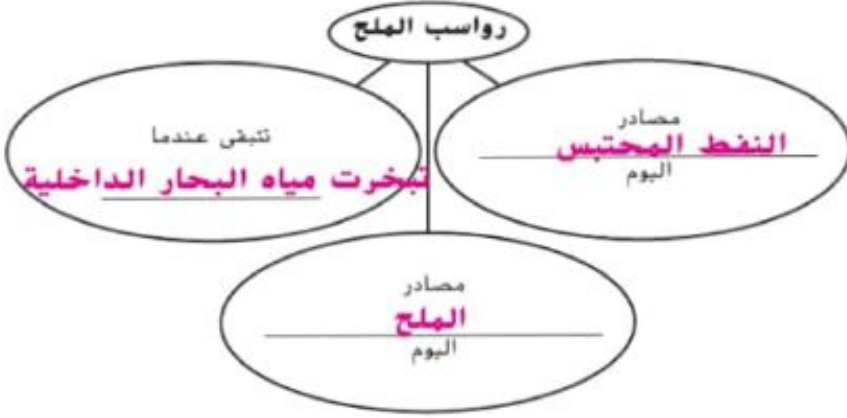 رواسب الملح
مصادر
النفط المحتبس
اليوم
تتبقى عندما
تبخرت مياه البحار الداخلية
مصادر
الملح
اليوم